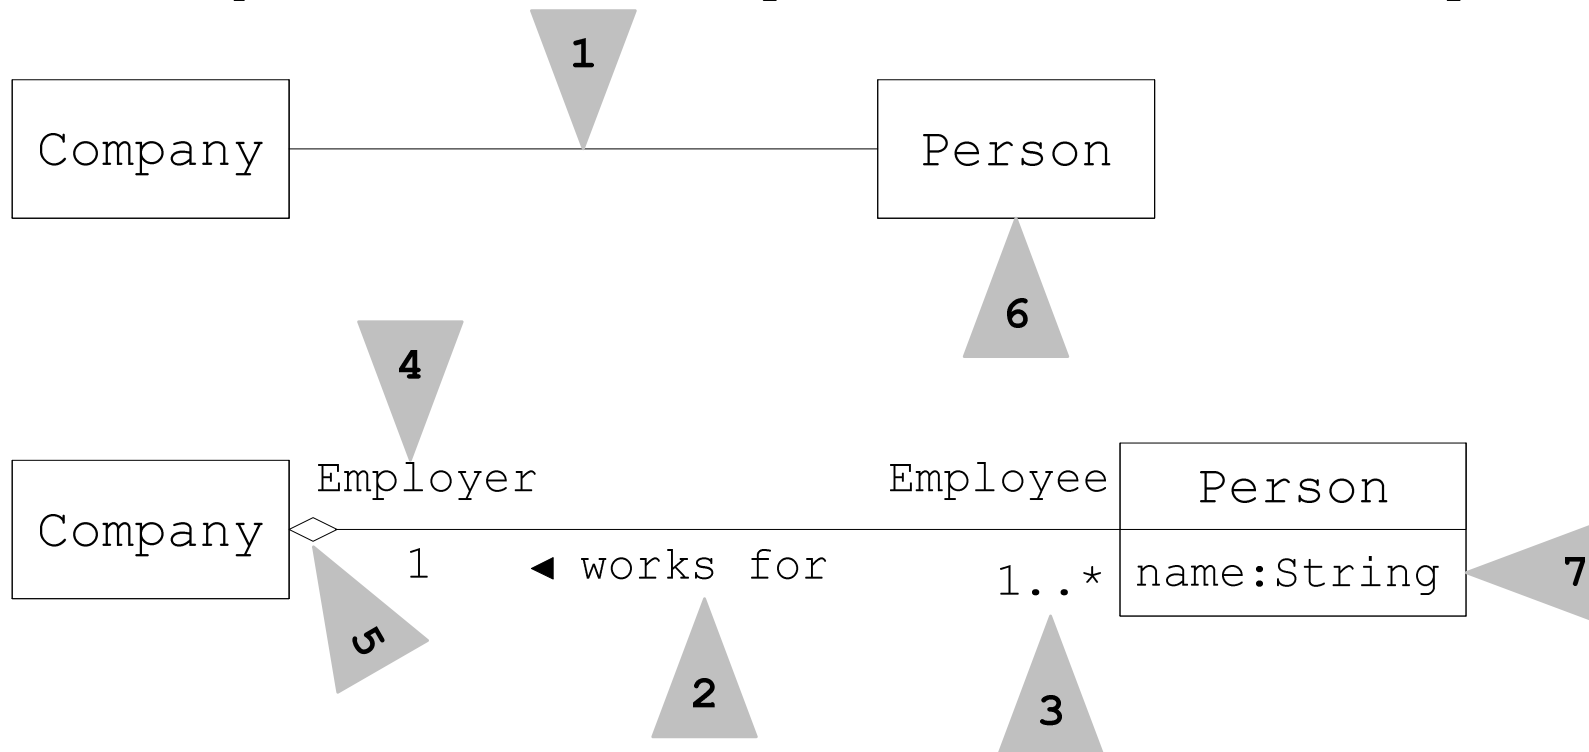 1
Company
Person
6
4
Employer
Employee
Person
Company
1
◄ works for
1..*
name:String
7
5
2
3